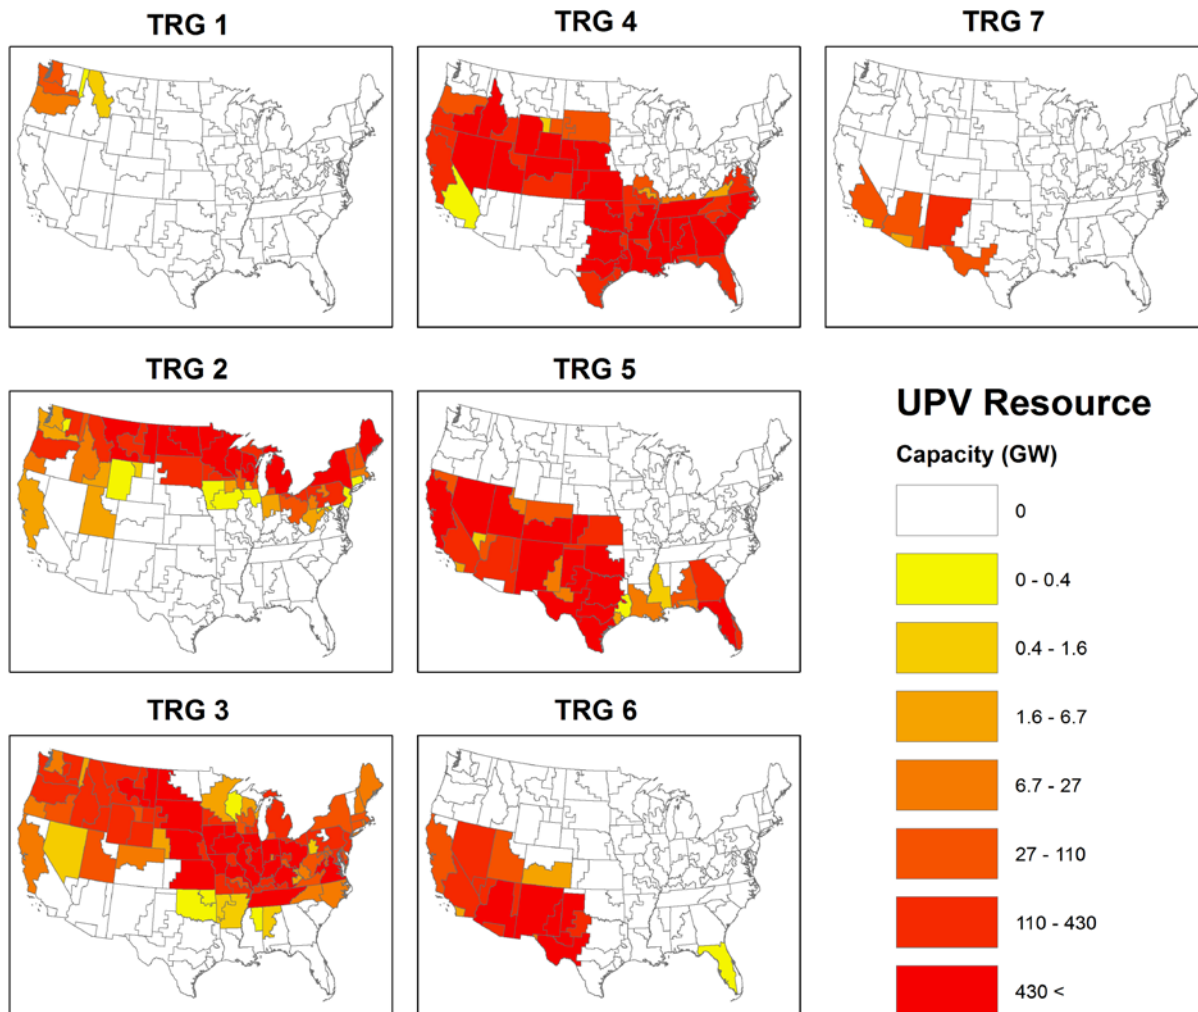 TRG 1
TRG 4
TRG 7
TRG 2
TRG 5
UPV Resource
Capacity (GW)
0
0 - 0.4
0.4 - 1.6
1.6 - 6.7
6.7 - 27
27 - 110
110 - 430
430 <
TRG 3
TRG 6